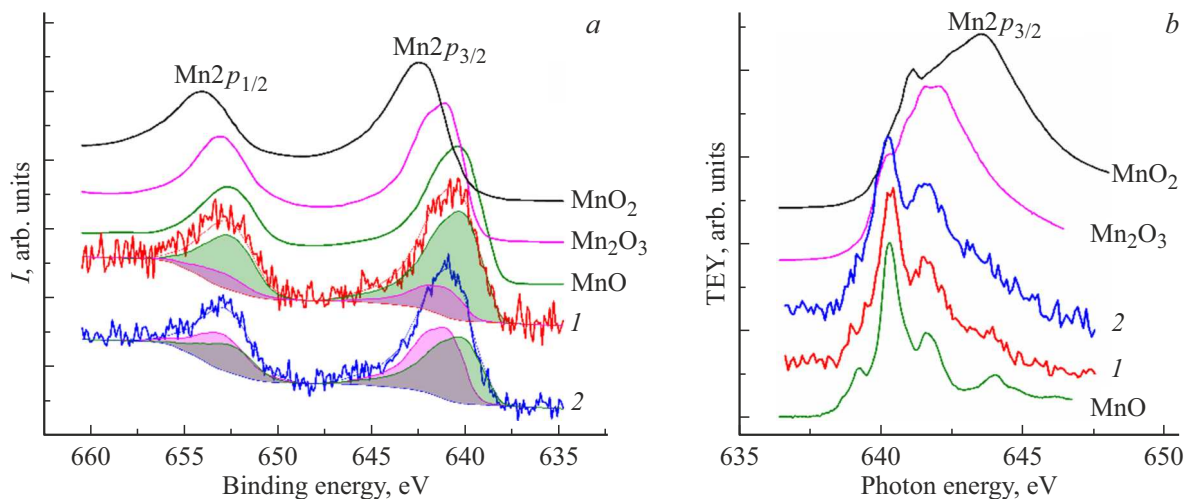 a
Mn2p1/2
Mn2p3/2
I, arb. units
MnO2
Mn2O3
MnO
1
2
660 655 650 645 640 635
Binding energy, eV
b
Mn2p3/2
TEY, arb. units
MnO2
Mn2O3
2
1
MnO
635 640 645 650
Photon energy, eV